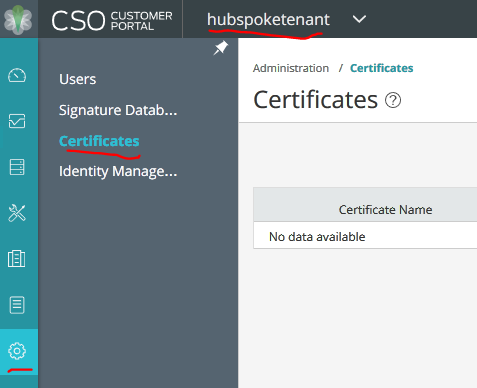 CSO CUSTOMER PORTAL hubspoketenant
Users
Signature Datab...
Certificates
Identity Manage...
Administration / Certificates
Certificates ?
Certificate Name
No data available